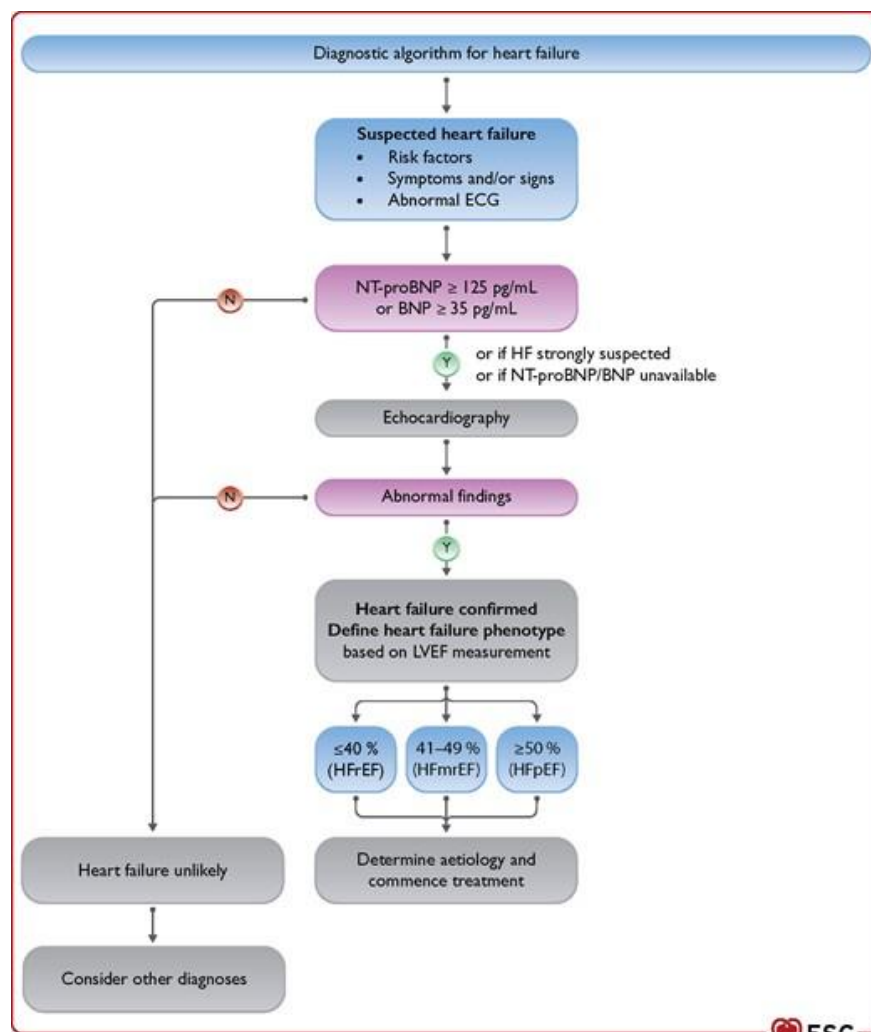 Diagnostic algorithm for heart failure
Suspected heart failure
• Risk factors
• Symptoms and/or signs
• Abnormal ECG
NT-proBNP ≥ 125 pg/mL
or BNP ≥ 35 pg/mL
N
Y
or if HF strongly suspected
or if NT-proBNP/BNP unavailable
Echocardiography
Abnormal findings
N
Y
Heart failure confirmed
Define heart failure phenotype
based on LVEF measurement
≤40 %
(HFrEF)
41–49 %
(HFmrEF)
≥50 %
(HFpEF)
Heart failure unlikely
Determine aetiology and
commence treatment
Consider other diagnoses
ESC